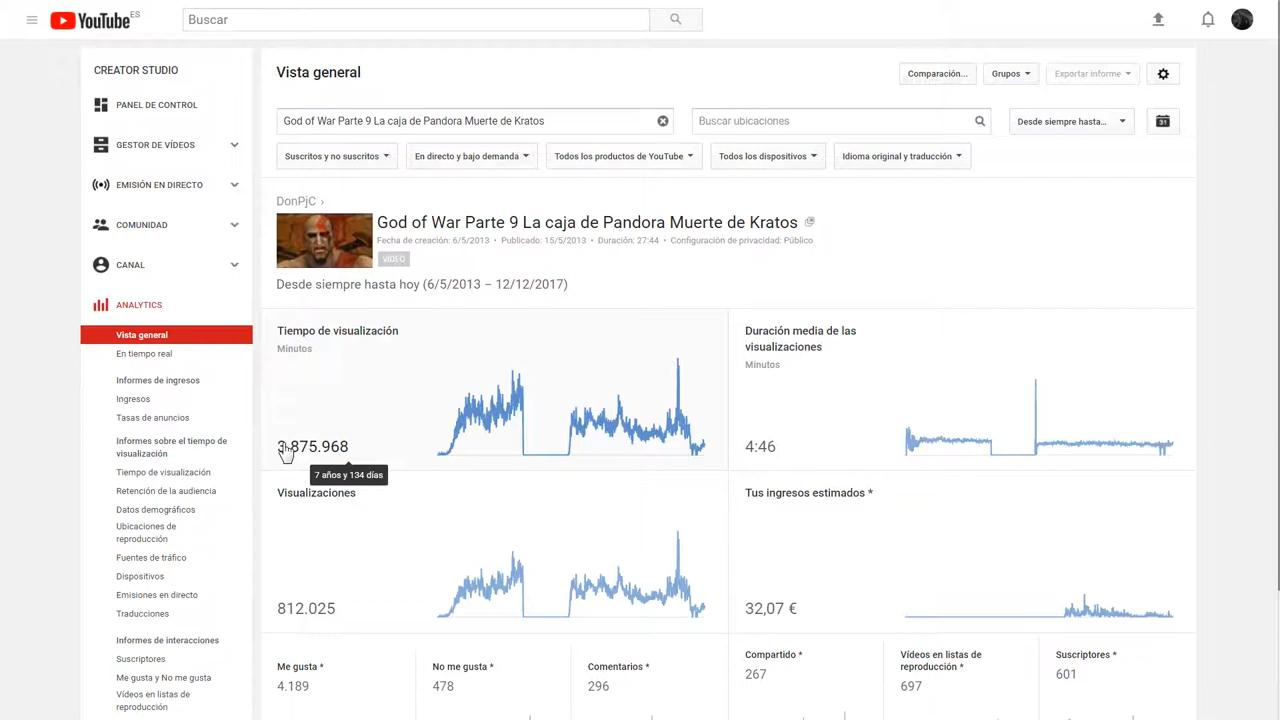 YouTube ES
Buscar
CREATOR STUDIO
PANEL DE CONTROL
GESTOR DE VÍDEOS
EMISIÓN EN DIRECTO
COMUNIDAD
CANAL
ANALYTICS
Vista general
En tiempo real
Informes de ingresos
Ingresos
Tasas de anuncios
Informes sobre el tiempo de
visualización
Tiempo de visualización
Retención de la audiencia
Datos demográficos
Ubicaciones de
reproducción
Fuentes de tráfico
Dispositivos
Emisiones en directo
Traducciones
Informes de interacciones
Suscriptores
Me gusta y No me gusta
Vídeos en listas de
reproducción
Vista general
Comparación... Grupos Exportar informe
God of War Parte 9 La caja de Pandora Muerte de Kratos
Buscar ubicaciones
Desde siempre hasta...
31
Suscritos y no suscritos En directo y bajo demanda Todos los productos de YouTube Todos los dispositivos Idioma original y traducción
DonPjC ›
God of War Parte 9 La caja de Pandora Muerte de Kratos
Fecha de creación: 6/5/2013 • Publicado: 15/5/2013 • Duración: 27:44 • Configuración de privacidad: Público
VÍDEO
Desde siempre hasta hoy (6/5/2013 – 12/12/2017)
Tiempo de visualización
Minutos
3.875.968
7 años y 134 días
Duración media de las
visualizaciones
Minutos
4:46
Visualizaciones
812.025
Tus ingresos estimados *
32,07 €
Me gusta *
4.189
No me gusta *
478
Comentarios *
296
Compartido *
267
Vídeos en listas de
reproducción *
697
Suscriptores *
601